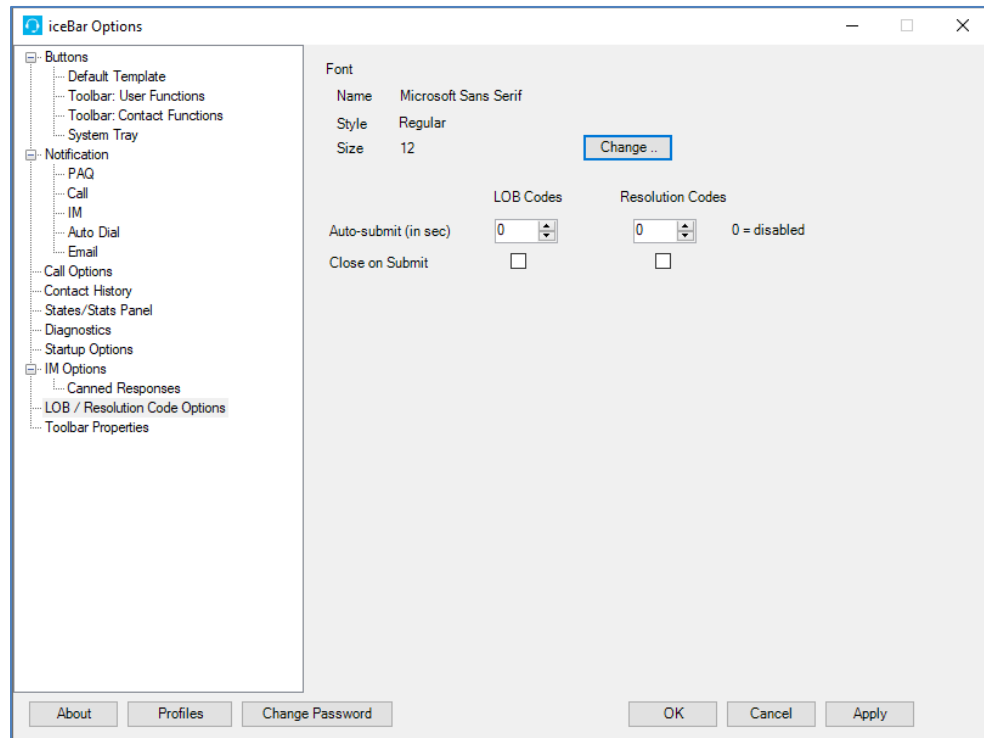 iceBar Options
Buttons
Default Template
Toolbar: User Functions
Toolbar: Contact Functions
System Tray
Notification
PAQ
Call
IM
Auto Dial
Email
Call Options
Contact History
States/Stats Panel
Diagnostics
Startup Options
IM Options
Canned Responses
LOB / Resolution Code Options
Toolbar Properties
Font
Name Microsoft Sans Serif
Style Regular
Size 12 Change ..
LOB Codes Resolution Codes
Auto-submit (in sec) 0 0 0 = disabled
Close on Submit
About Profiles Change Password OK Cancel Apply